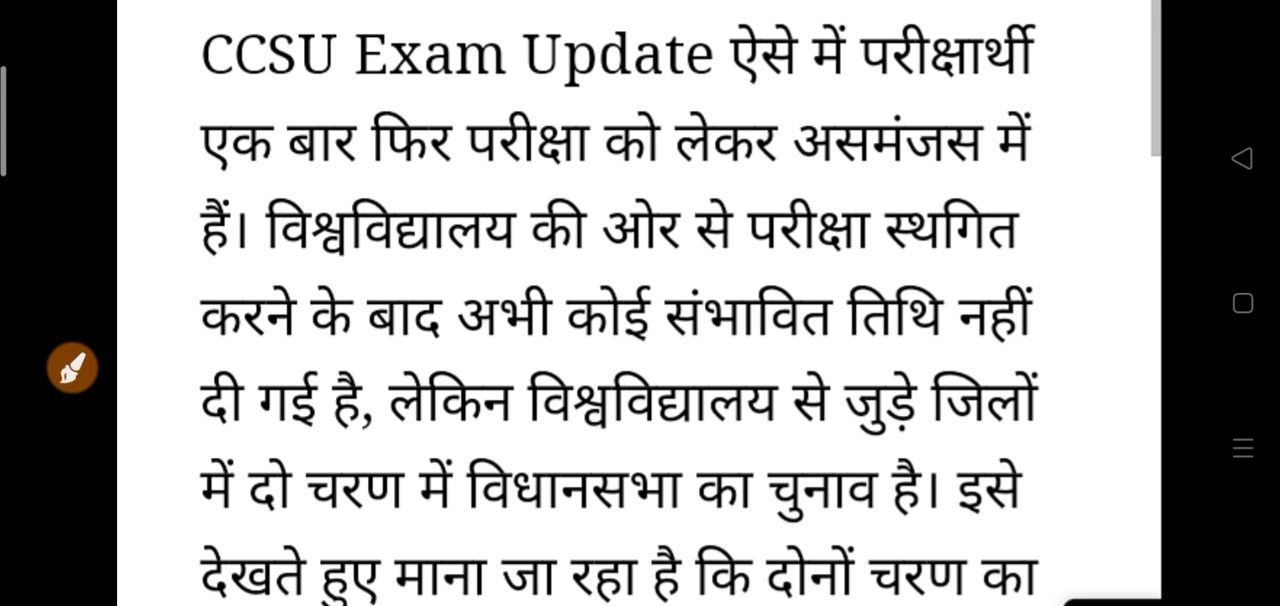 CCSU Exam Update ऐसे में परीक्षार्थी
एक बार फिर परीक्षा को लेकर असमंजस में
हैं। विश्वविद्यालय की ओर से परीक्षा स्थगित
करने के बाद अभी कोई संभावित तिथि नहीं
दी गई है, लेकिन विश्वविद्यालय से जुड़े जिलों
में दो चरण में विधानसभा का चुनाव है। इसे
देखते हुए माना जा रहा है कि दोनों चरण का